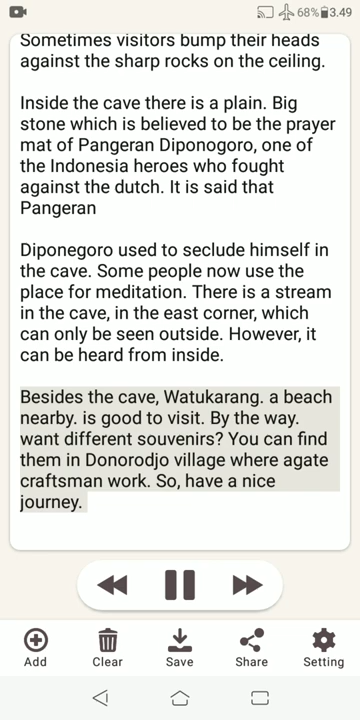 68% 3.49
Sometimes visitors bump their heads
against the sharp rocks on the ceiling.
Inside the cave there is a plain. Big
stone which is believed to be the prayer
mat of Pangeran Diponogoro, one of
the Indonesia heroes who fought
against the dutch. It is said that
Pangeran
Diponegoro used to seclude himself in
the cave. Some people now use the
place for meditation. There is a stream
in the cave, in the east corner, which
can only be seen outside. However, it
can be heard from inside.
Besides the cave, Watukarang. a beach
nearby. is good to visit. By the way.
want different souvenirs? You can find
them in Donorodjo village where agate
craftsman work. So, have a nice
journey.
Add Clear Save Share Setting